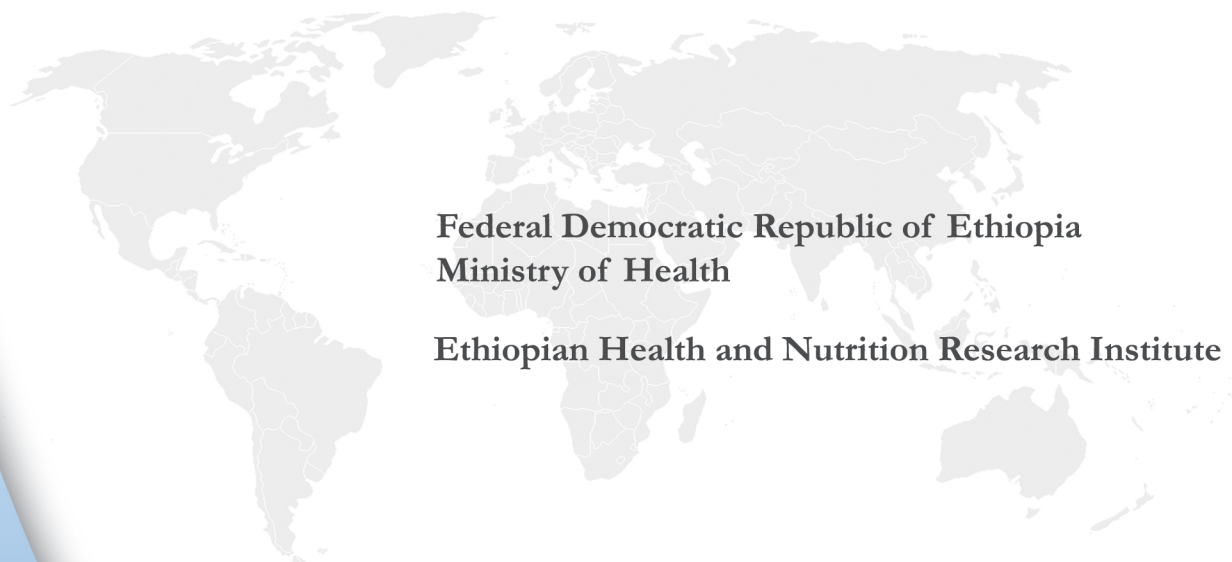 Federal Democratic Republic of Ethiopia
Ministry of Health
Ethiopian Health and Nutrition Research Institute